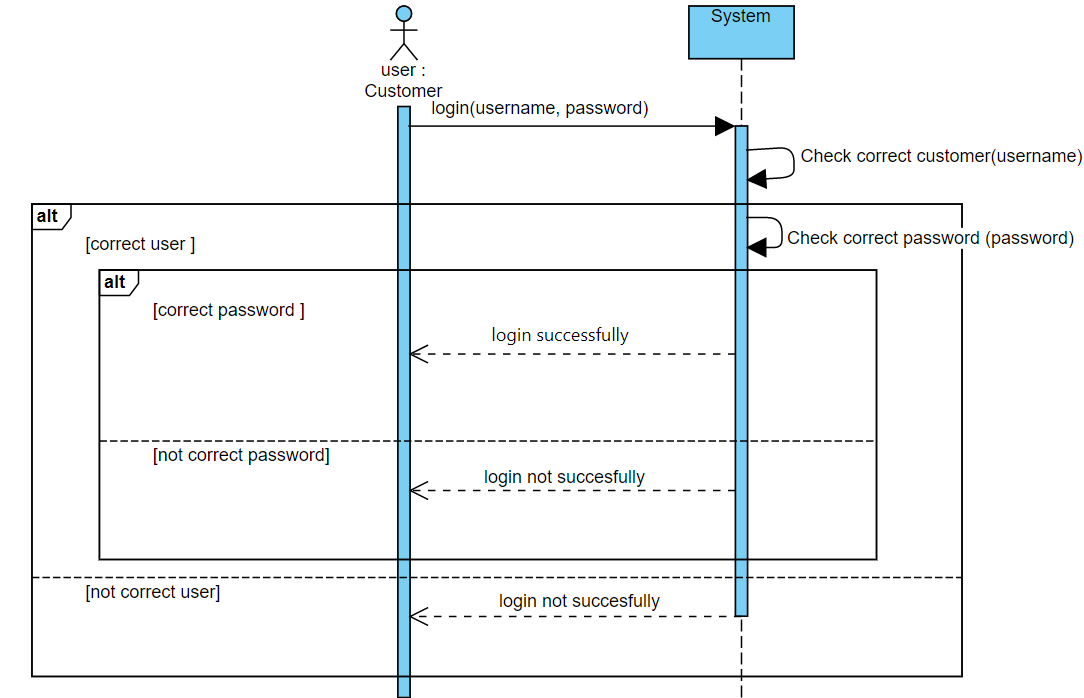 System
user :
Customer
login(username, password)
Check correct customer(username)
alt
[correct user ]
Check correct password (password)
alt
[correct password ]
login successfully
[not correct password]
login not succesfully
[not correct user]
login not succesfully